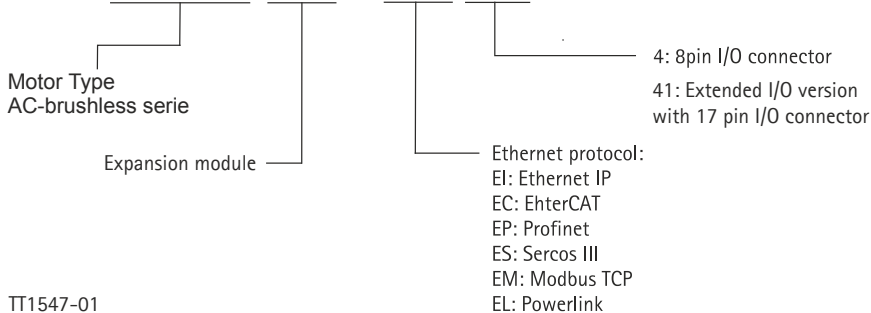 4: 8pin I/O connector
41: Extended I/O version
with 17 pin I/O connector
Motor Type
AC-brushless serie
Expansion module
Ethernet protocol:
EI: Ethernet IP
EC: EhterCAT
EP: Profinet
ES: Sercos III
EM: Modbus TCP
EL: Powerlink
TT1547-01